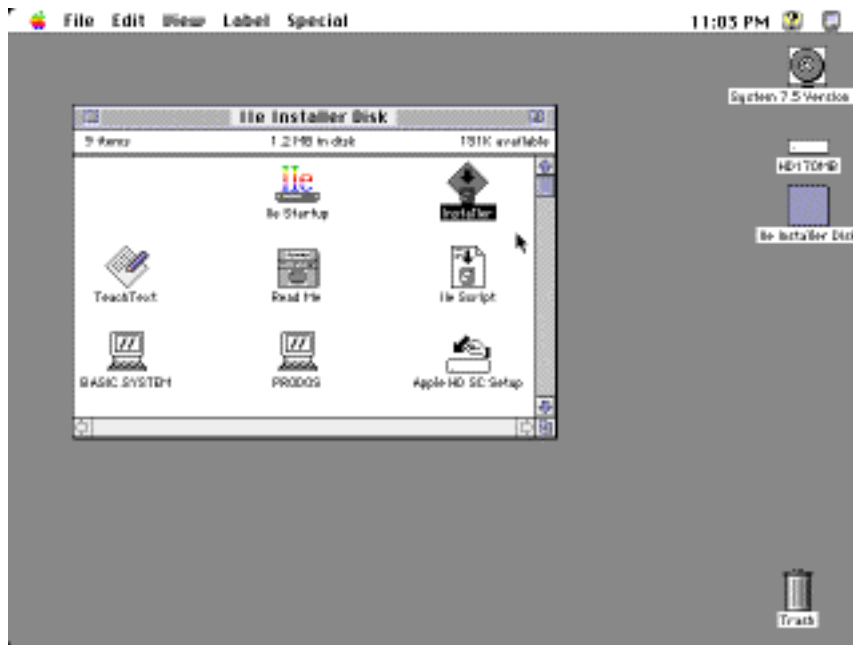 File Edit View Label Special 11:03 PM
System 7.5 Version
IIe Installer Disk
9 items 1.2 MB in disk 191K available
HD170MB
IIe Startup Installer
IIe Installer Disk
TeachText Read Me IIe Script
BASIC.SYSTEM PRODOS Apple HD SC Setup
Trash